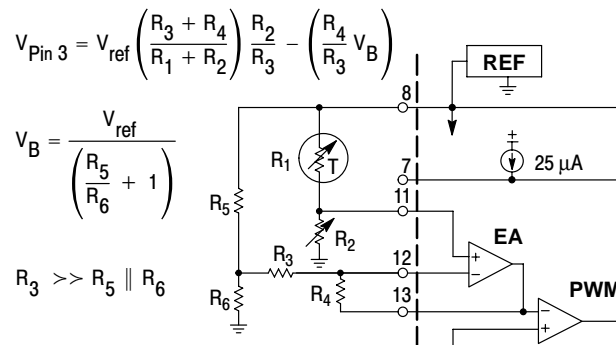 V_Pin 3 = V_ref ( (R_3 + R_4) / (R_1 + R_2) ) R_2 / R_3 − ( R_4 / R_3 V_B )
REF
8
V_B = V_ref / ( R_5 / R_6 + 1 )
R_1
T
7
25 μA
11
R_5
R_2
EA
R_3 >> R_5 || R_6
R_3
12
+
−
R_6
R_4
13
PWM
−
+